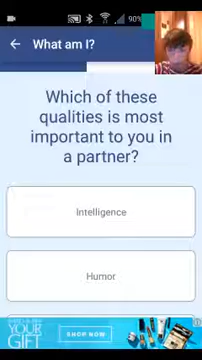 90%
What am I?
Which of these
qualities is most
important to you in
a partner?
Intelligence
Humor
YOUR
GIFT
SHOP NOW